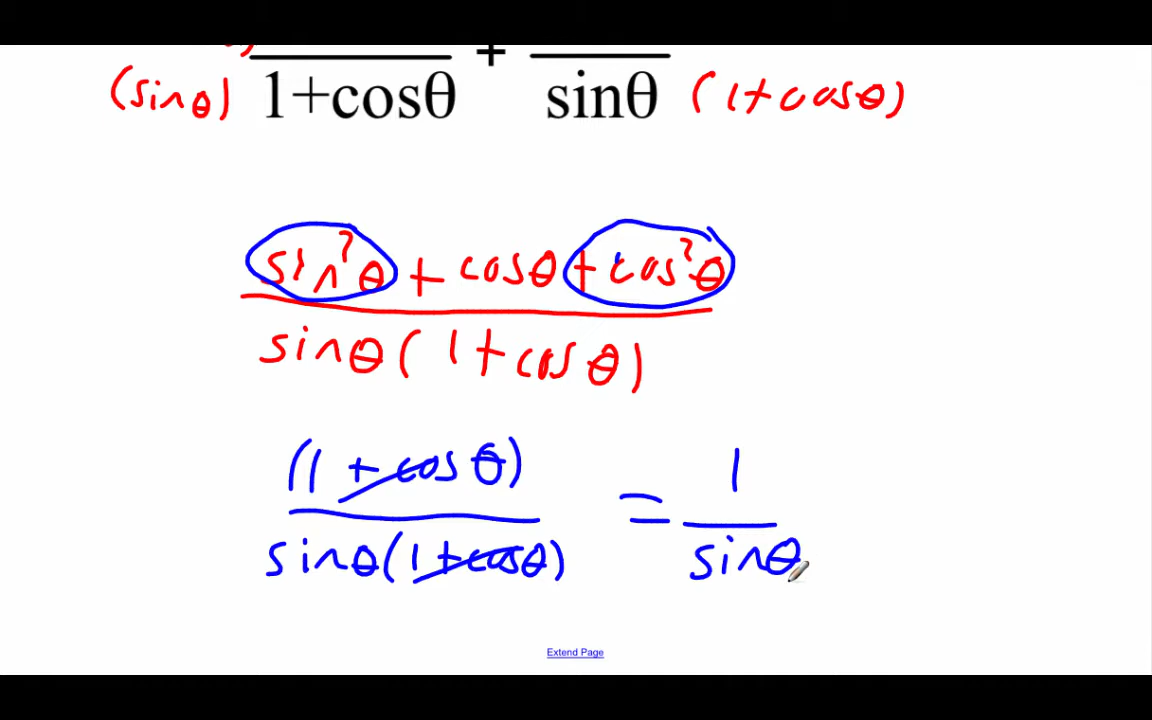 (sinθ) 1+cosθ + sinθ (1+cosθ)
sin²θ + cosθ + cos²θ
sinθ(1+cosθ)
(1+cosθ) = 1
sinθ(1+cosθ) sinθ
Extend Page